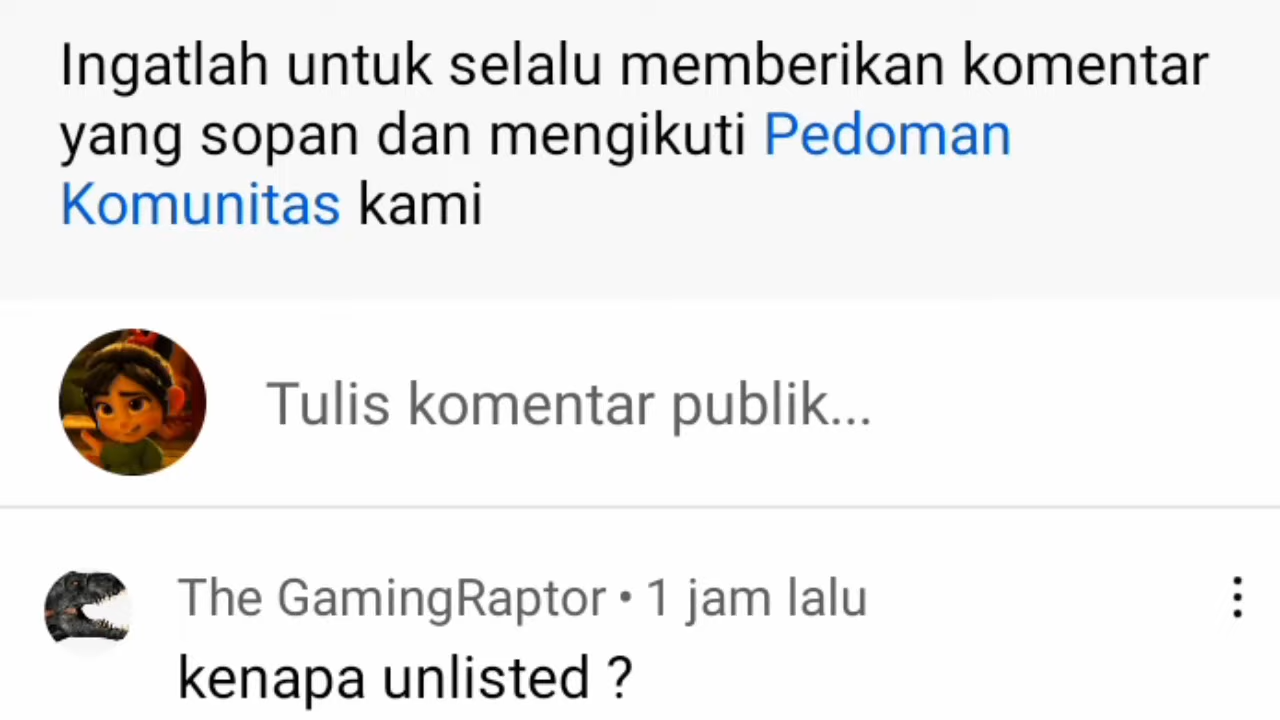 Ingatlah untuk selalu memberikan komentar
yang sopan dan mengikuti Pedoman
Komunitas kami
Tulis komentar publik...
The GamingRaptor • 1 jam lalu
kenapa unlisted ?